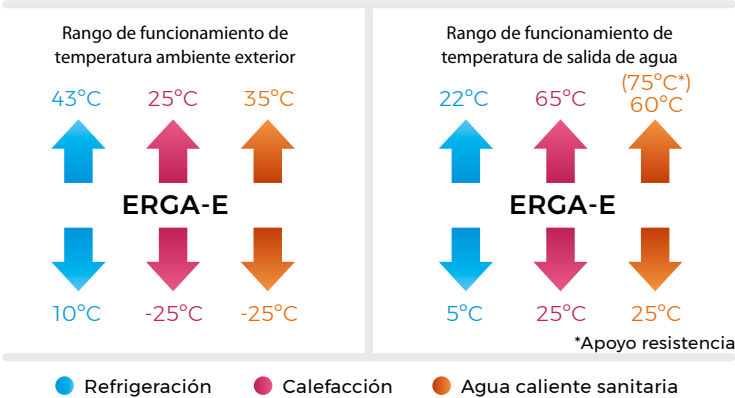 Rango de funcionamiento de
temperatura ambiente exterior
43°C 25°C 35°C
ERGA-E
10°C -25°C -25°C
Rango de funcionamiento de
temperatura de salida de agua
(75°C*)
22°C 65°C 60°C
ERGA-E
5°C 25°C 25°C
*Apoyo resistencia
Refrigeración Calefacción Agua caliente sanitaria